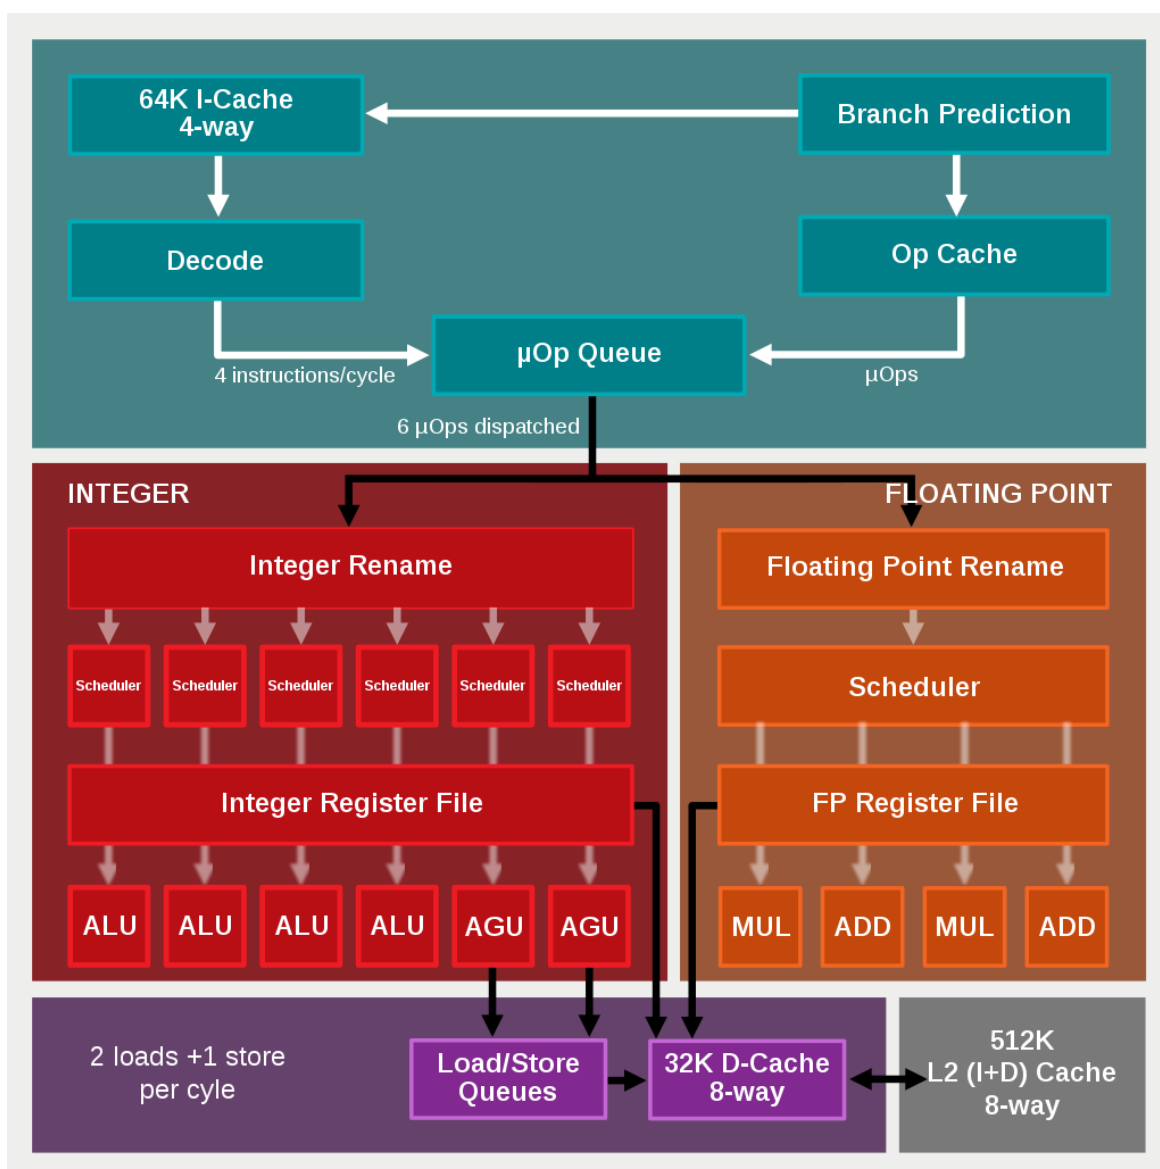 64K I-Cache
4-way
Branch Prediction
Decode
Op Cache
µOp Queue
4 instructions/cycle
µOps
6 µOps dispatched
INTEGER
FLOATING POINT
Integer Rename
Floating Point Rename
Scheduler
Scheduler
Scheduler
Scheduler
Scheduler
Scheduler
Scheduler
Integer Register File
FP Register File
ALU
ALU
ALU
ALU
AGU
AGU
MUL
ADD
MUL
ADD
2 loads +1 store
per cyle
Load/Store
Queues
32K D-Cache
8-way
512K
L2 (I+D) Cache
8-way